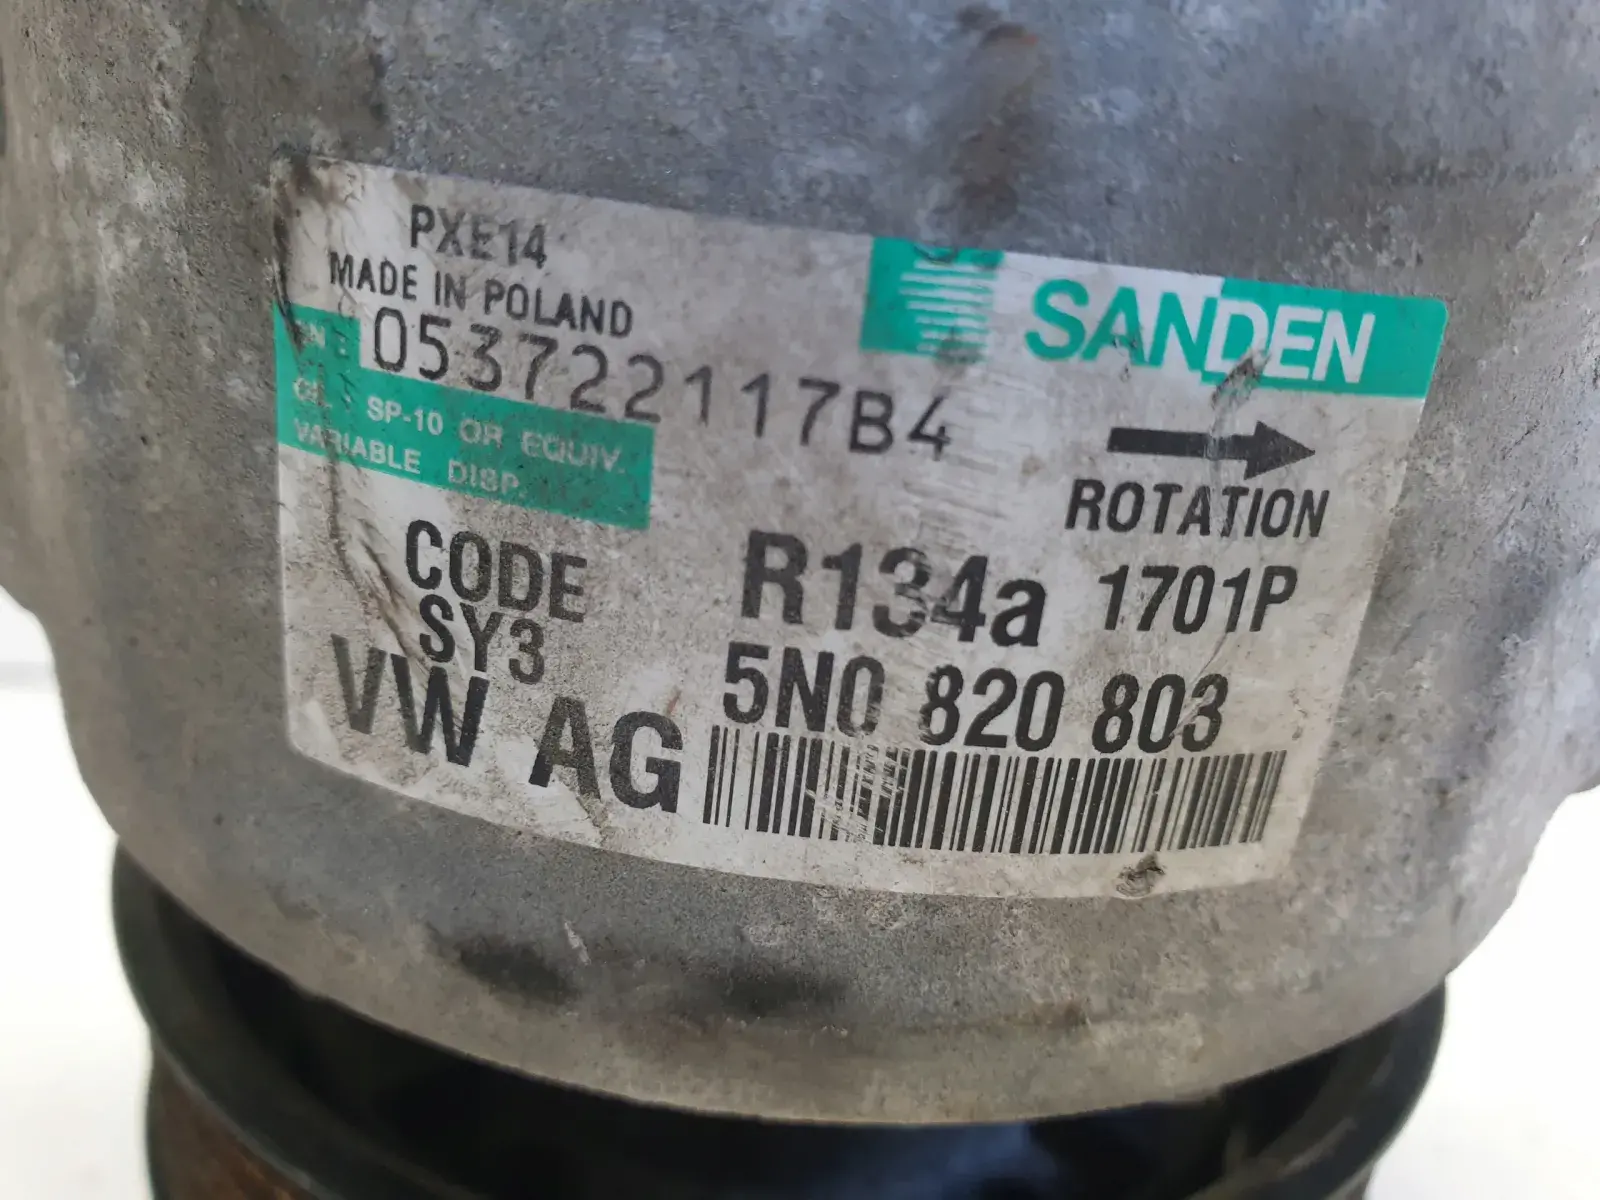 PXE14
MADE IN POLAND
SANDEN
053722117B4
SP-10 OR EQUIV.
VARIABLE DISP.
ROTATION
CODE
SY3
R134a 1701P
VW AG
5N0 820 803